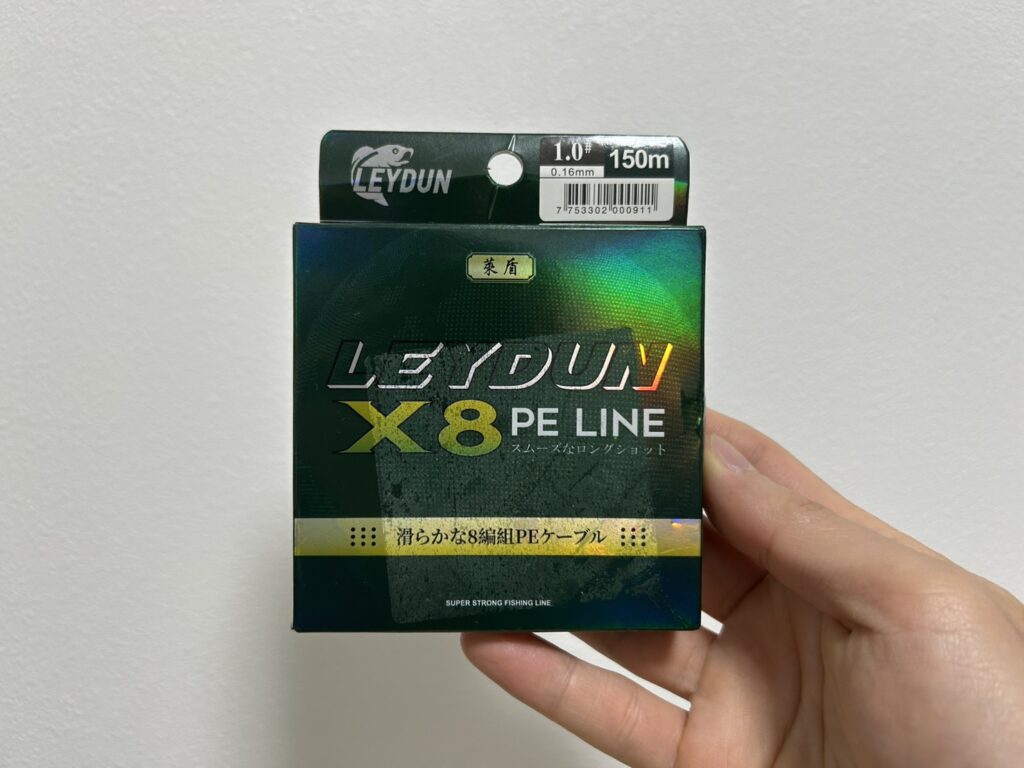 LEYDUN
1.0#
0.16mm
150m
7 753302 000911
莱盾
LEYDUN
X8 PE LINE
スムーズなロングショット
滑らかな8編組PEケーブル
SUPER STRONG FISHING LINE